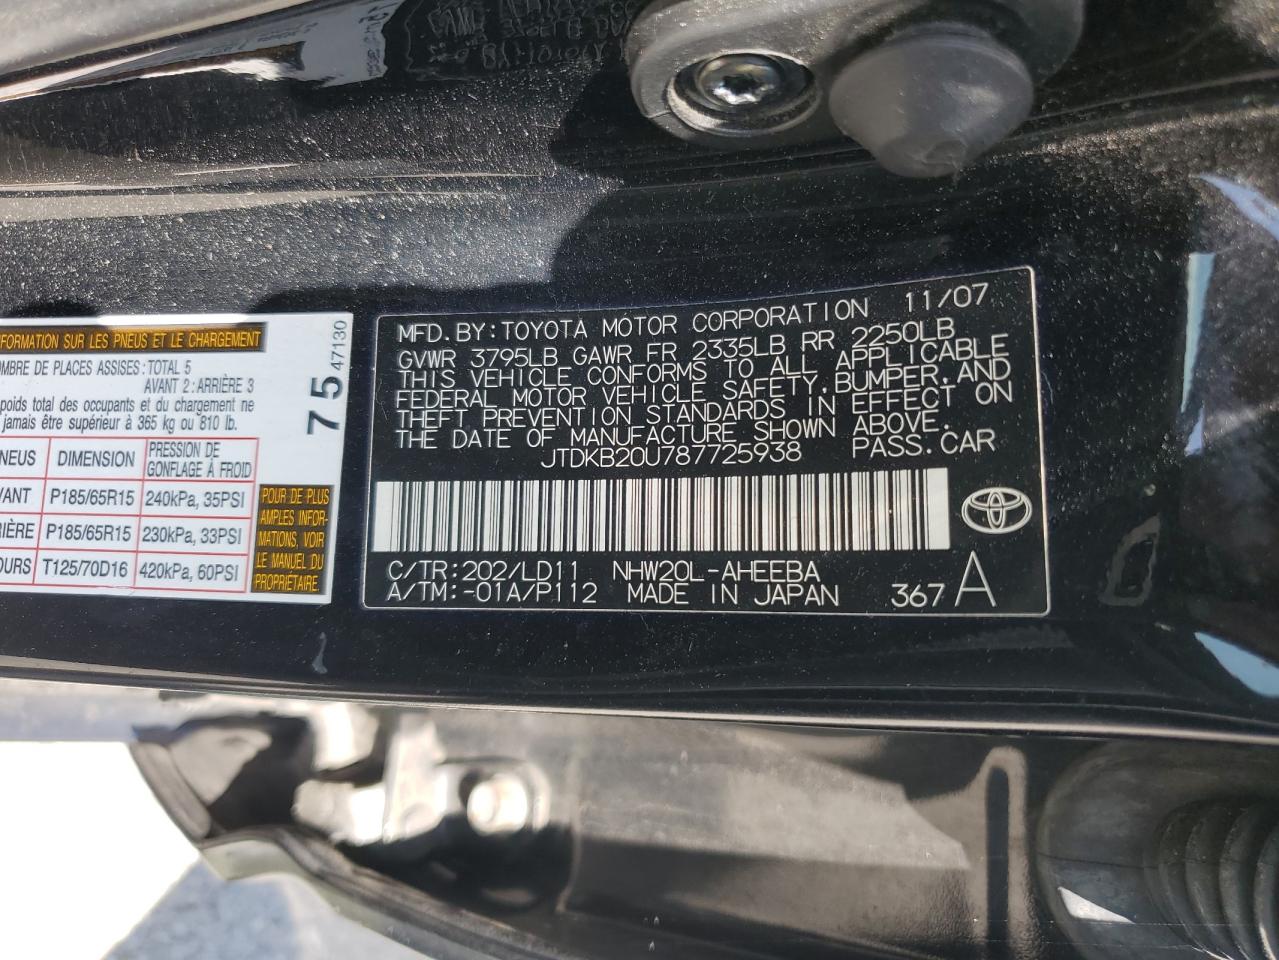 INFORMATION SUR LES PNEUS ET LE CHARGEMENT
OMBRE DE PLACES ASSISES: TOTAL 5
AVANT 2: ARRIÈRE 3
poids total des occupants et du chargement ne
jamais être supérieur à 365 kg ou 810 lb.
NEUS DIMENSION PRESSION DE GONFLAGE À FROID
VANT P185/65R15 240kPa, 35PSI
RIÈRE P185/65R15 230kPa, 33PSI
OURS T125/70D16 420kPa, 60PSI
POUR DE PLUS
AMPLES INFOR-
MATIONS, VOIR
LE MANUEL DU
PROPRIÉTAIRE.
75
47130
MFD. BY: TOYOTA MOTOR CORPORATION 11/07
GVWR 3795LB GAWR FR 2335LB RR 2250LB
THIS VEHICLE CONFORMS TO ALL APPLICABLE
FEDERAL MOTOR VEHICLE SAFETY, BUMPER, AND
THEFT PREVENTION STANDARDS IN EFFECT ON
THE DATE OF MANUFACTURE SHOWN ABOVE.
JTDKB20U787725938 PASS. CAR
C/TR: 202/LD11 NHW20L-AHEEBA
A/TM: -01A/P112 MADE IN JAPAN 367 A